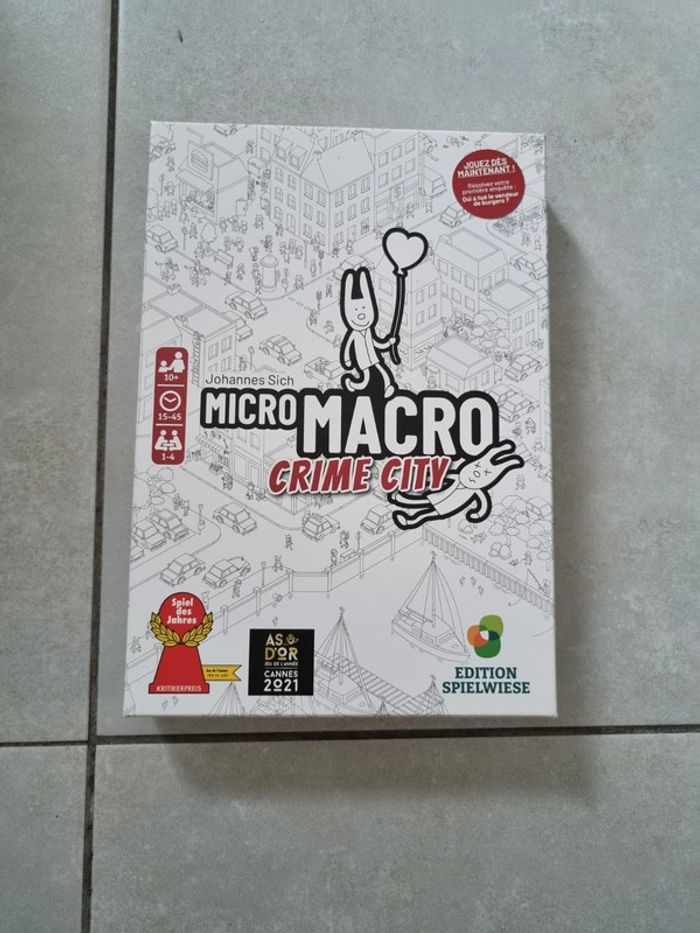 JOUEZ DÈS
MAINTENANT !
Résolvez votre
première enquête :
Qui a tué le vendeur
de burgers ?
10+
15-45
1-4
Johannes Sich
MICRO MACRO
CRIME CITY
Spiel
des
Jahres
KRITIKERPREIS
AS
D'OR
JEU DE L'ANNÉE
CANNES
2021
EDITION
SPIELWIESE